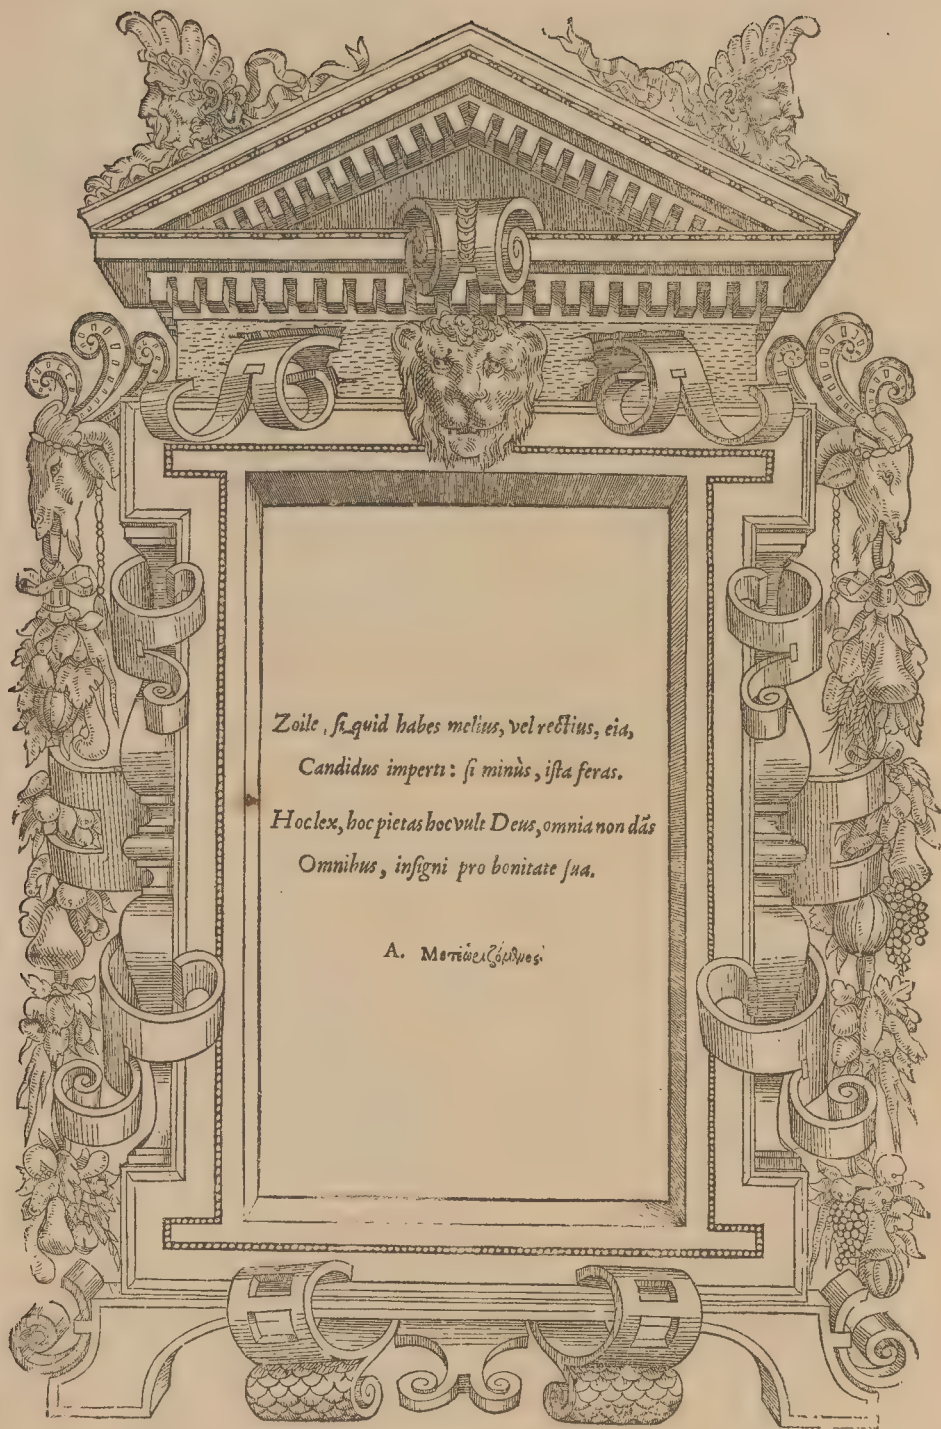 Zoile, ſi quid habes melius, vel rectius, eia,
Candidus imperti: ſi minùs, iſta feras.
Hoc lex, hoc pietas hoc vult Deus, omnia non dãs
Omnibus, inſigni pro bonitate ſua.
A.